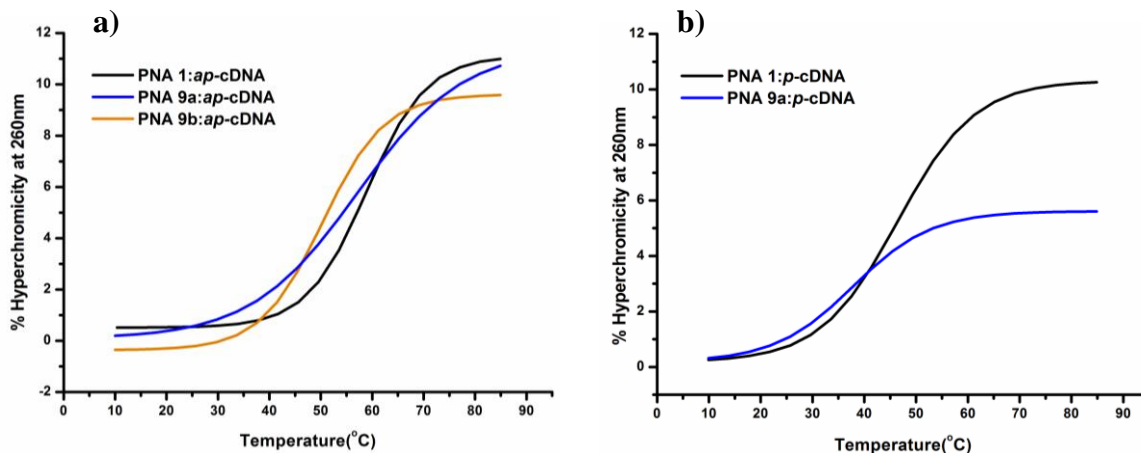 a)
PNA 1:ap-cDNA
PNA 9a:ap-cDNA
PNA 9b:ap-cDNA
% Hyperchromicity at 260nm
12
10
8
6
4
2
0
-2
0 10 20 30 40 50 60 70 80 90
Temperature(°C)
b)
PNA 1:p-cDNA
PNA 9a:p-cDNA
% Hyperchromicity at 260nm
12
10
8
6
4
2
0
0 10 20 30 40 50 60 70 80 90
Temperature(°C)